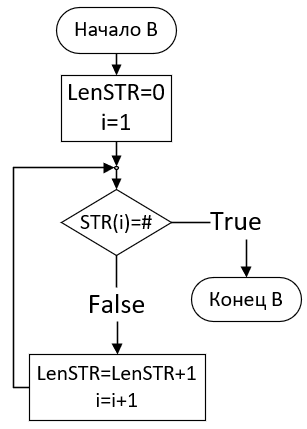 Начало В
LenSTR=0
i=1
STR(i)=#
True
False
Конец В
LenSTR=LenSTR+1
i=i+1